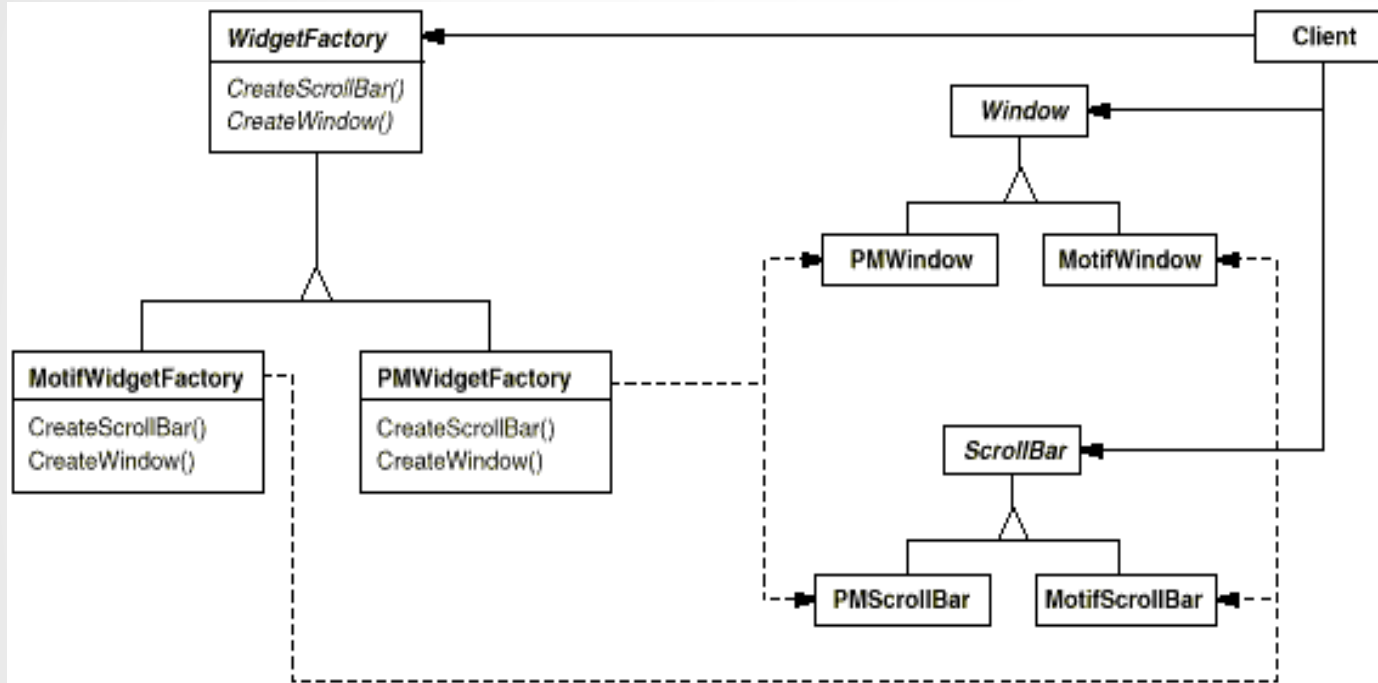 WidgetFactory
CreateScrollBar()
CreateWindow()
Client
Window
PMWindow
MotifWindow
MotifWidgetFactory
CreateScrollBar()
CreateWindow()
PMWidgetFactory
CreateScrollBar()
CreateWindow()
ScrollBar
PMScrollBar
MotifScrollBar